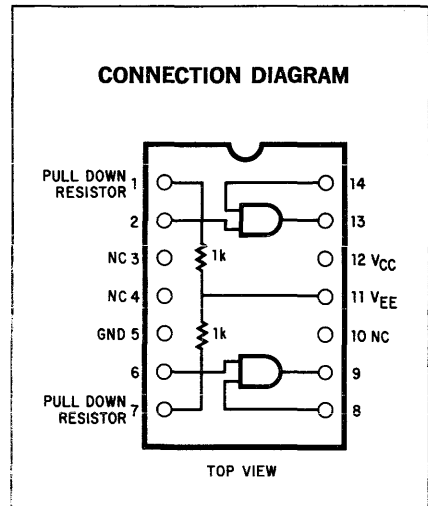 CONNECTION DIAGRAM
PULL DOWN
RESISTOR 1
14
2
13
NC 3
1k
12 VCC
NC 4
11 VEE
GND 5
1k
10 NC
6
9
PULL DOWN
RESISTOR 7
8
TOP VIEW